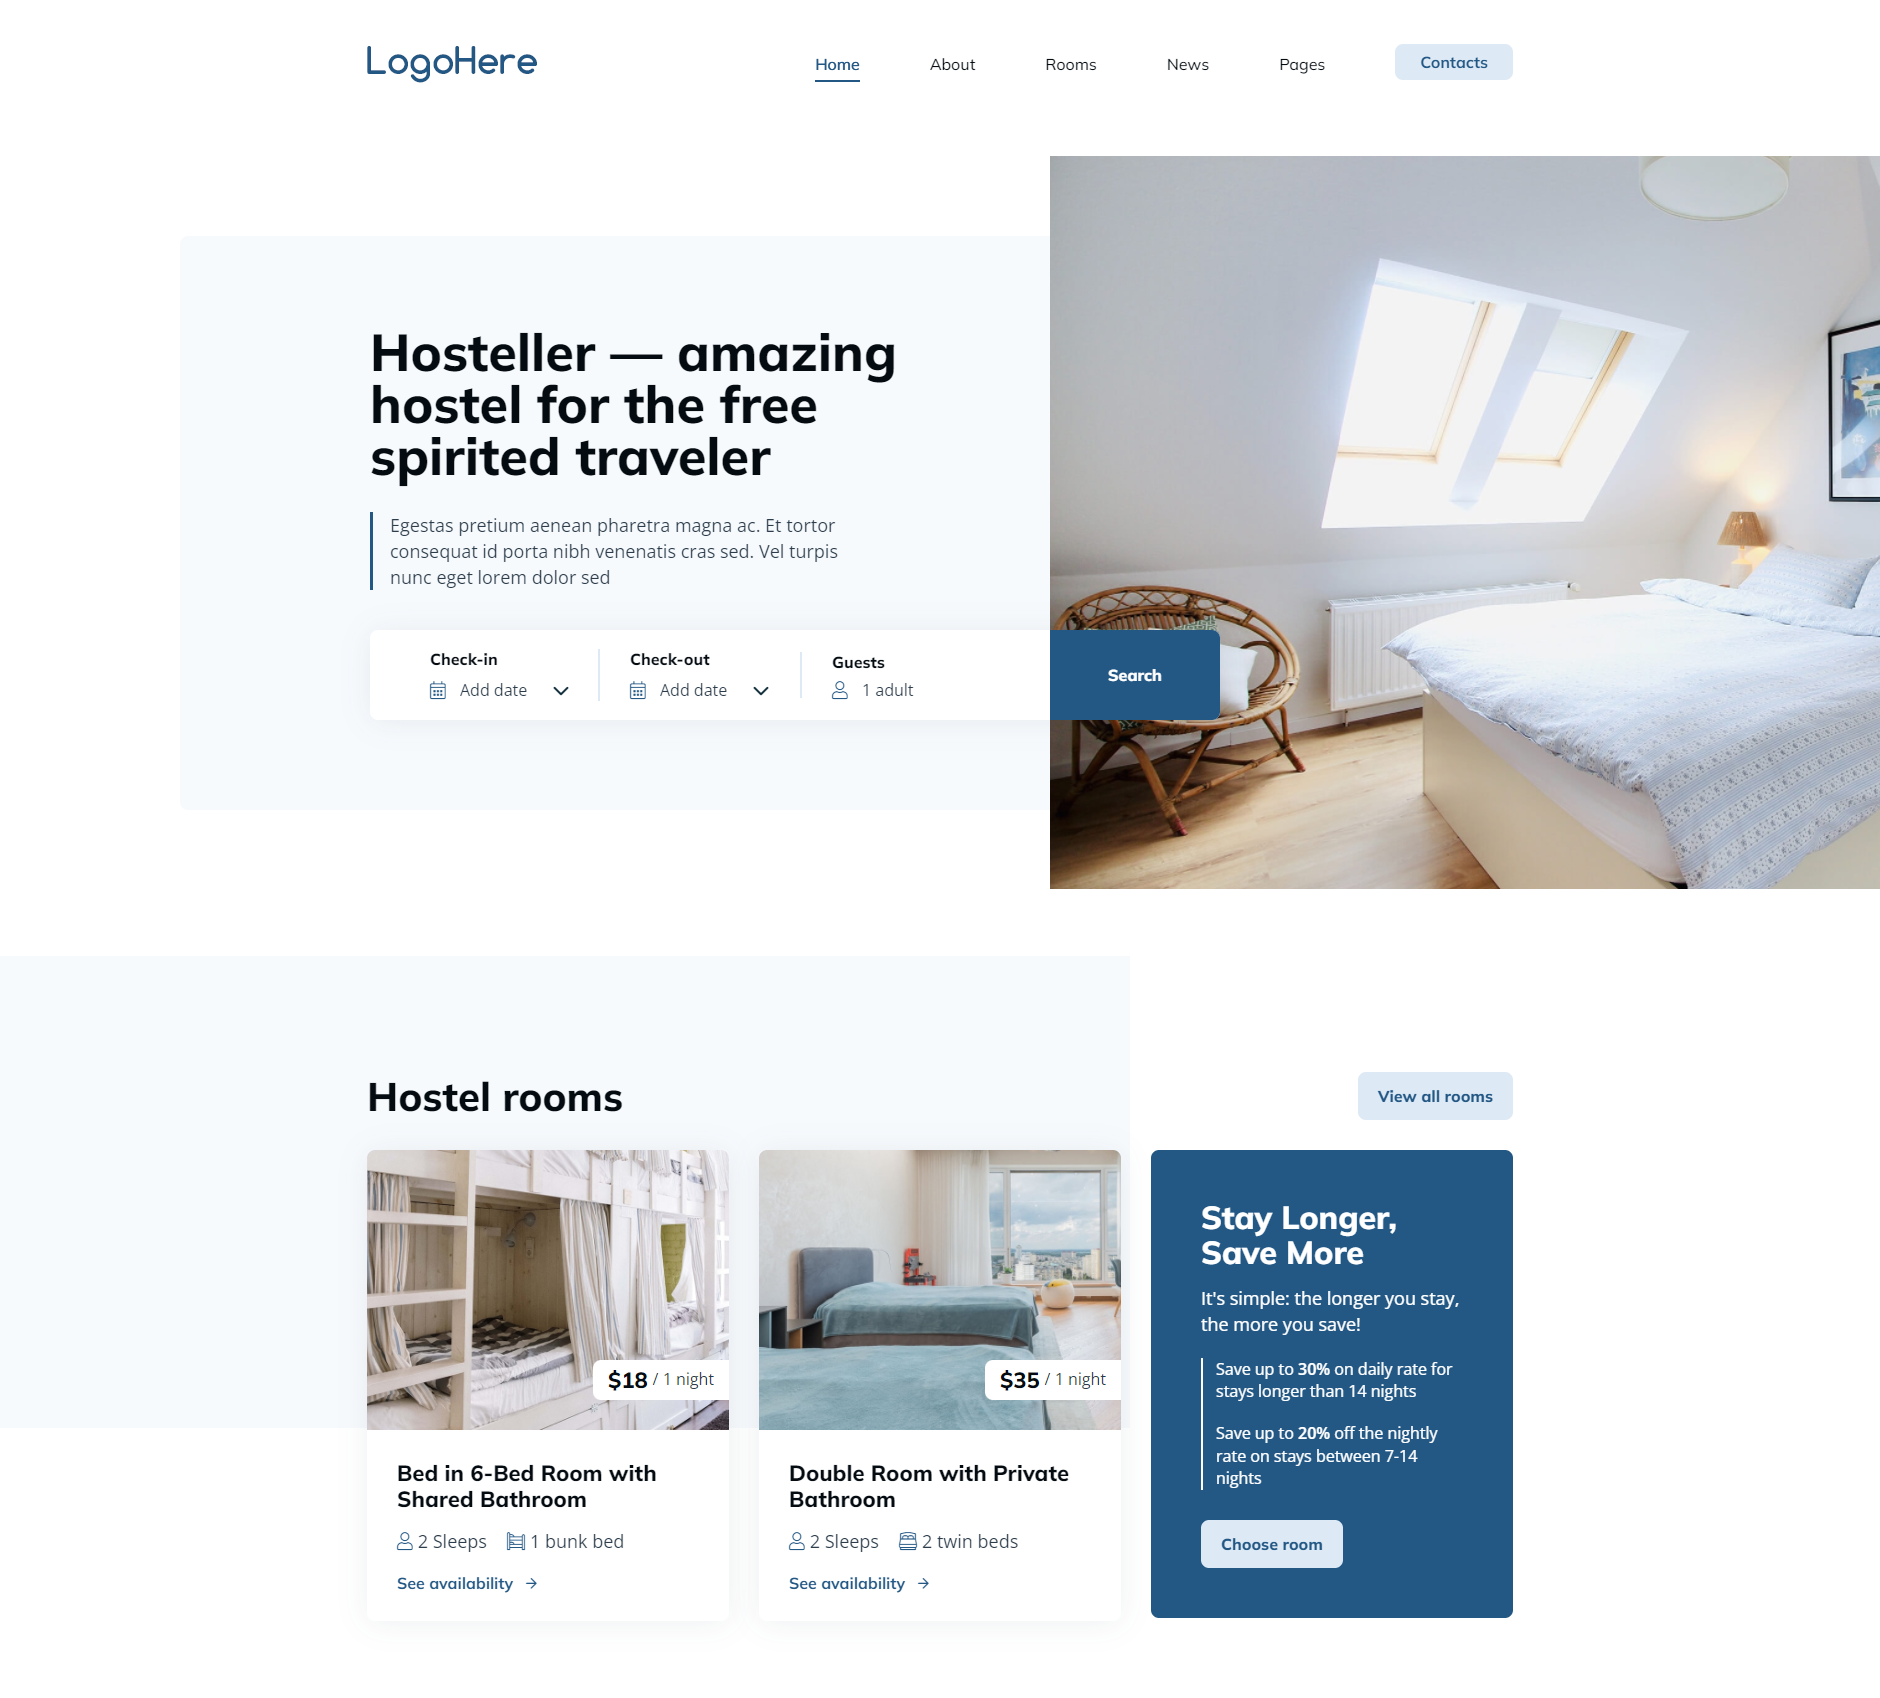 LogoHere
Home
About
Rooms
News
Pages
Contacts
Hosteller — amazing
hostel for the free
spirited traveler
Egestas pretium aenean pharetra magna ac. Et tortor
consequat id porta nibh venenatis cras sed. Vel turpis
nunc eget lorem dolor sed
Check-in
Add date
Check-out
Add date
Guests
1 adult
Search
Hostel rooms
View all rooms
$18 / 1 night
Bed in 6-Bed Room with
Shared Bathroom
2 Sleeps
1 bunk bed
See availability
$35 / 1 night
Double Room with Private
Bathroom
2 Sleeps
2 twin beds
See availability
Stay Longer,
Save More
It's simple: the longer you stay,
the more you save!
Save up to 30% on daily rate for
stays longer than 14 nights
Save up to 20% off the nightly
rate on stays between 7-14
nights
Choose room